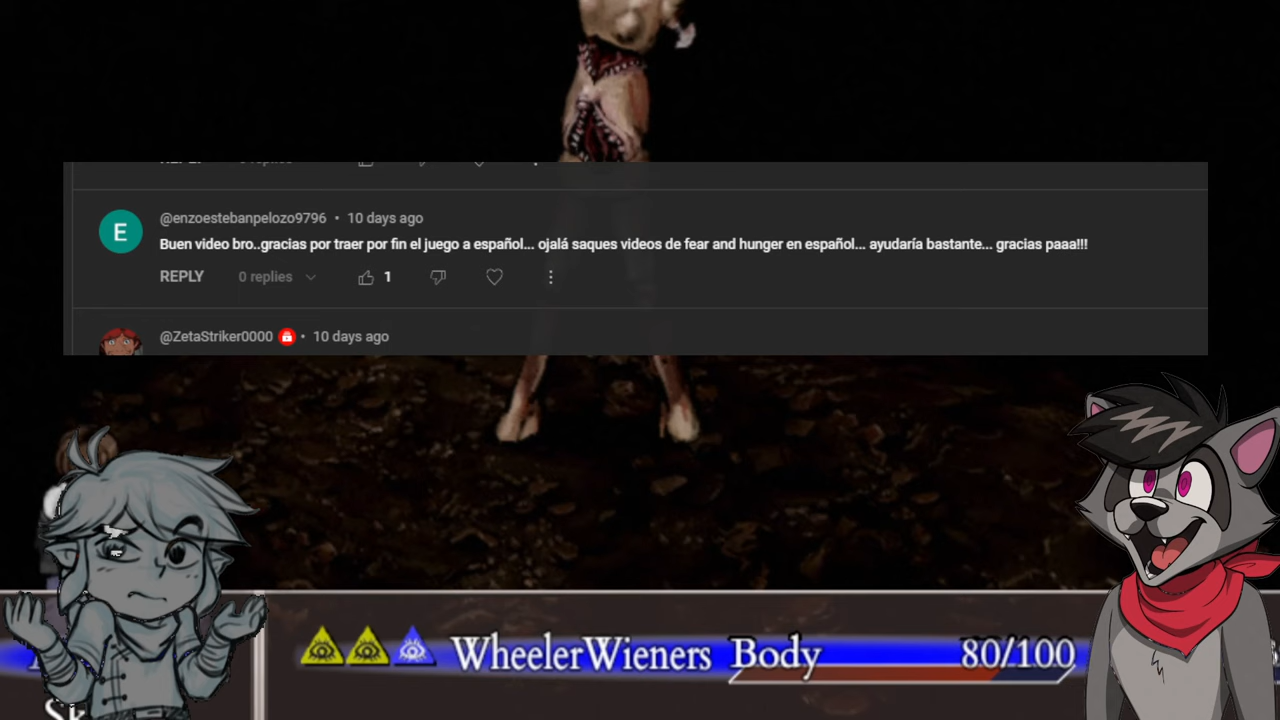 @enzoestebanpelozo9796 • 10 days ago
E
Buen video bro..gracias por traer por fin el juego a español... ojalá saques videos de fear and hunger en español... ayudaría bastante... gracias paaa!!!
REPLY 0 replies 1
@ZetaStriker0000 • 10 days ago
WheelerWieners Body 80/100
Sk